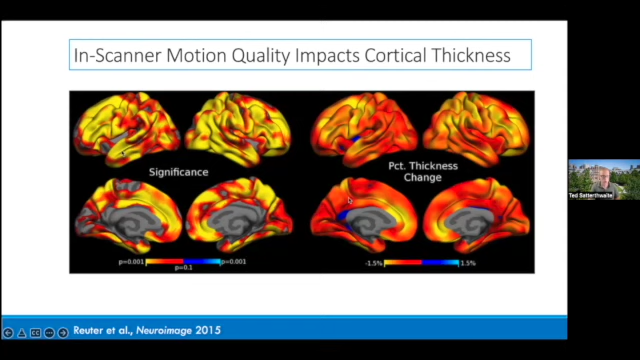 In-Scanner Motion Quality Impacts Cortical Thickness
Significance
Pct. Thickness
Change
p=0.001
p=0.001
p=0.1
-1.5%
1.5%
Ted Satterthwaite
Reuter et al., Neuroimage 2015